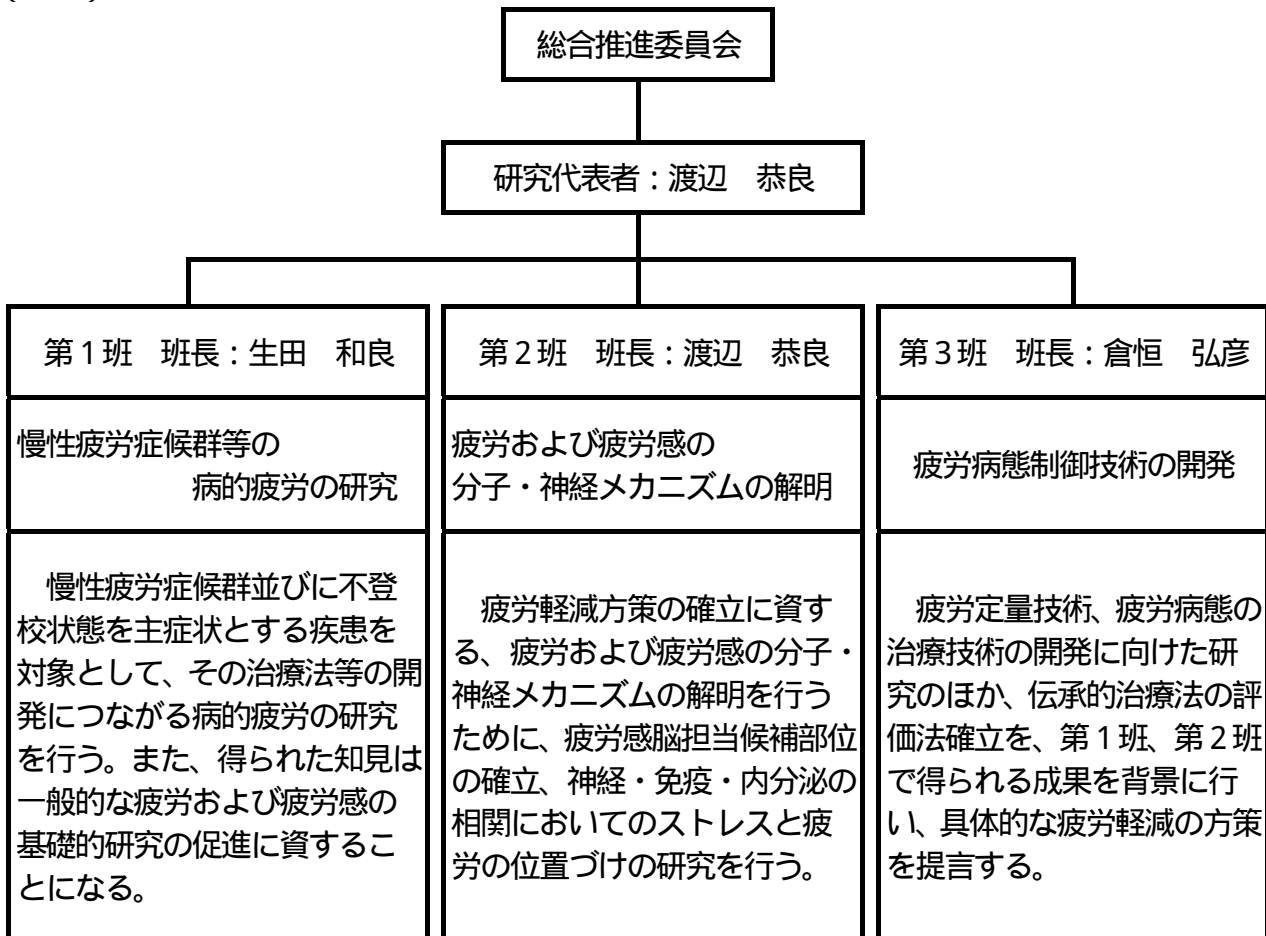 総合推進委員会
研究代表者：渡辺　恭良
第1班　班長：生田　和良
慢性疲労症候群等の
病的疲労の研究
慢性疲労症候群並びに不登
校状態を主症状とする疾患を
対象として、その治療法等の開
発につながる病的疲労の研究
を行う。また、得られた知見は
一般的な疲労および疲労感の
基礎的研究の促進に資するこ
とになる。
第2班　班長：渡辺　恭良
疲労および疲労感の
分子・神経メカニズムの解明
疲労軽減方策の確立に資す
る、疲労および疲労感の分子・
神経メカニズムの解明を行う
ために、疲労感脳担当候補部位
の確立、神経・免疫・内分泌の
相関においてのストレスと疲
労の位置づけの研究を行う。
第3班　班長：倉恒　弘彦
疲労病態制御技術の開発
疲労定量技術、疲労病態の
治療技術の開発に向けた研
究のほか、伝承的治療法の評
価法確立を、第1班、第2班
で得られる成果を背景に行
い、具体的な疲労軽減の方策
を提言する。